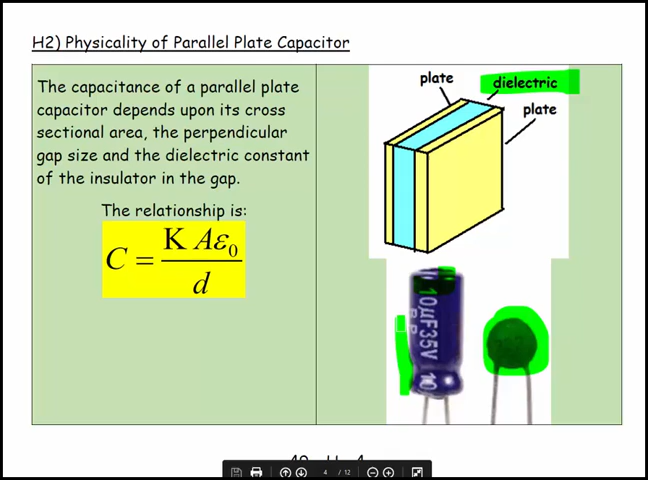 H2) Physicality of Parallel Plate Capacitor
The capacitance of a parallel plate
capacitor depends upon its cross
sectional area, the perpendicular
gap size and the dielectric constant
of the insulator in the gap.
The relationship is:
C = K Aε₀ / d
plate
dielectric
plate
10µF35V
10
4 / 12